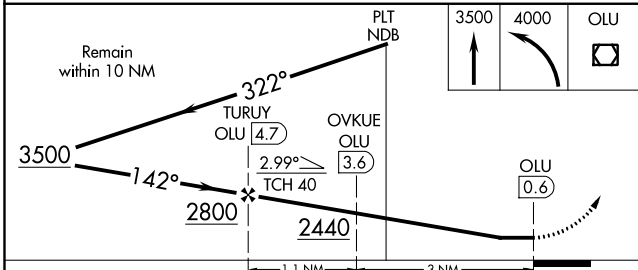 PLT
NDB
3500
4000
OLU
Remain
within 10 NM
322°
TURUY
OLU 4.7
OVKUE
OLU
3.6
3500
142°
2.99°
TCH 40
OLU
0.6
2800
2440
1.1 NM
3 NM